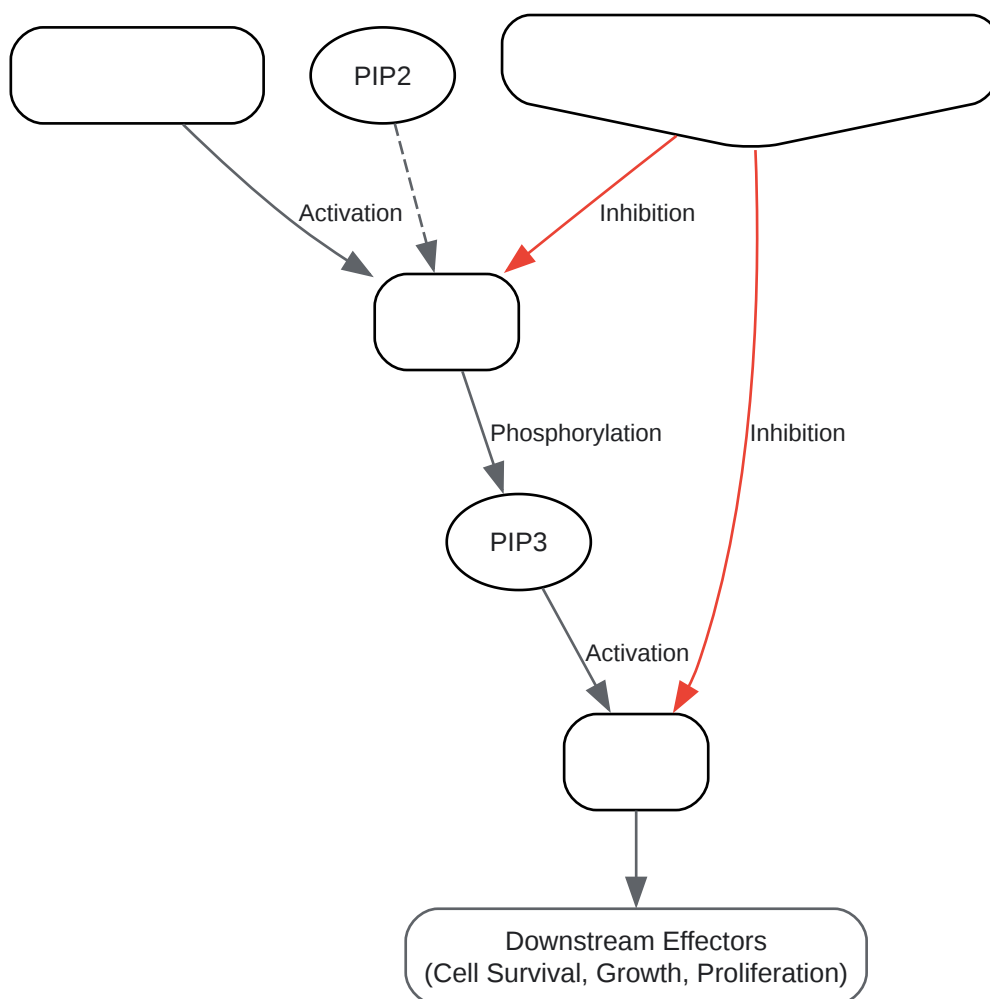 PIP2
Activation
Inhibition
Phosphorylation
Inhibition
PIP3
Activation
Downstream Effectors
(Cell Survival, Growth, Proliferation)